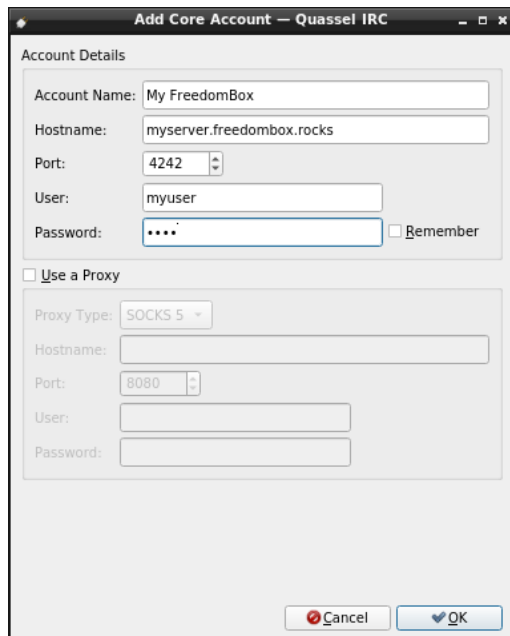 Add Core Account — Quassel IRC
Account Details
Account Name: My FreedomBox
Hostname: myserver.freedombox.rocks
Port: 4242
User: myuser
Password: •••• Remember
Use a Proxy
Proxy Type: SOCKS 5
Hostname:
Port: 8080
User:
Password:
Cancel OK